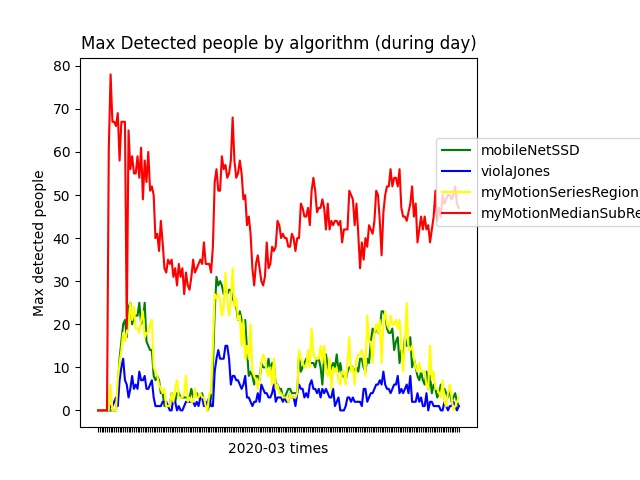 Max Detected people by algorithm (during day)
80
70
60
50
40
30
20
10
0
Max detected people
mobileNetSSD
violaJones
myMotionSeriesRegion
myMotionMedianSubRe
2020-03 times